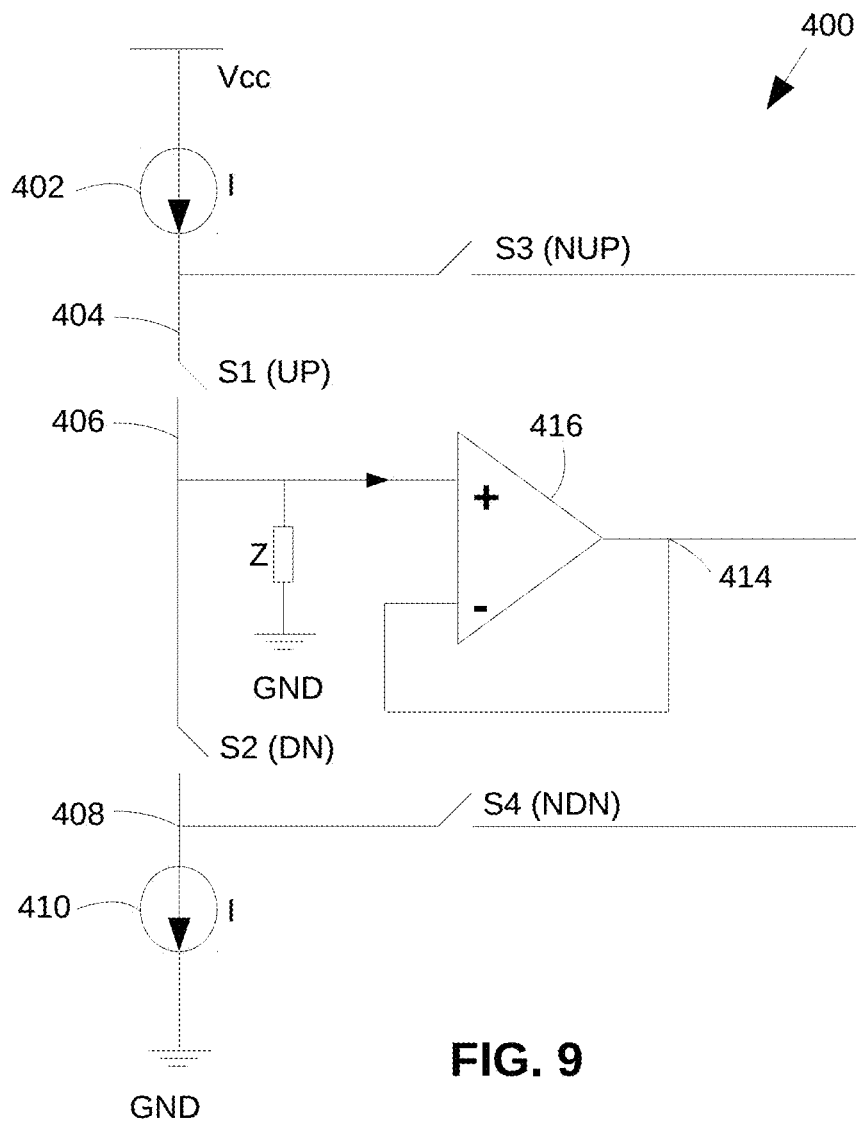 400
Vcc
402
I
S3 (NUP)
404
S1 (UP)
406
416
+
Z
414
-
GND
S2 (DN)
408
S4 (NDN)
410
I
FIG. 9
GND